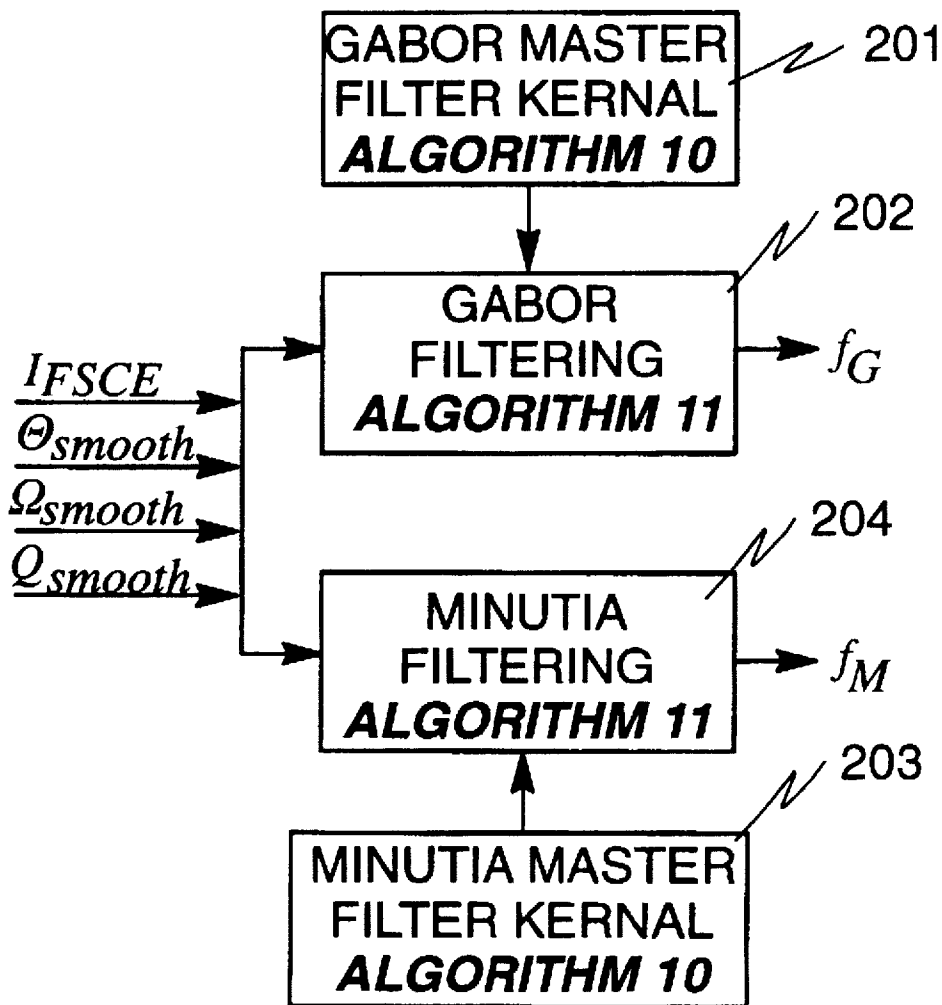 GABOR MASTER
FILTER KERNAL
ALGORITHM 10
201
GABOR
FILTERING
ALGORITHM 11
202
f_G
I_FSCE
Θ_smooth
Ω_smooth
Q_smooth
MINUTIA
FILTERING
ALGORITHM 11
204
f_M
MINUTIA MASTER
FILTER KERNAL
ALGORITHM 10
203